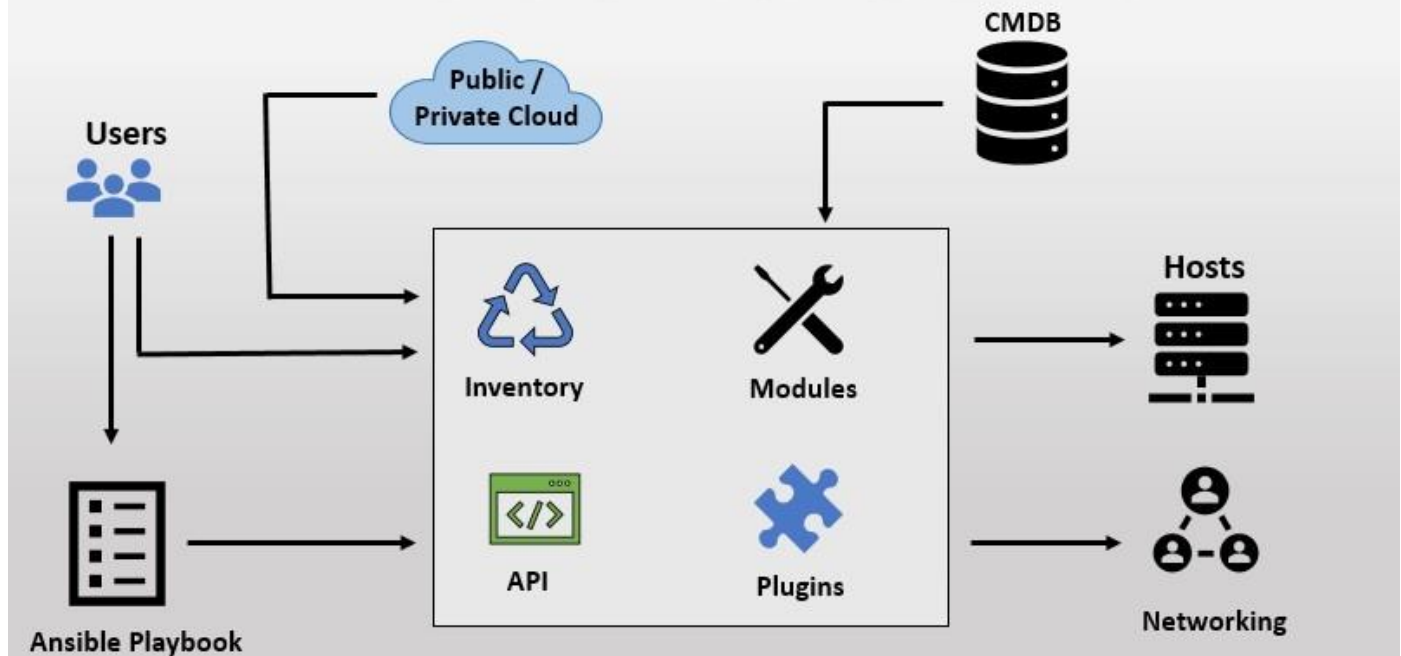 CMDB
Public /
Private Cloud
Users
Hosts
Inventory
Modules
</>
API
Plugins
Networking
Ansible Playbook